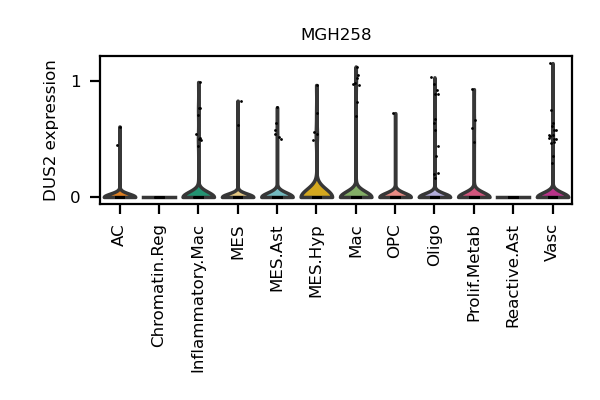 MGH258
DUS2 expression
1
0
AC
Chromatin.Reg
Inflammatory.Mac
MES
MES.Ast
MES.Hyp
Mac
OPC
Oligo
Prolif.Metab
Reactive.Ast
Vasc